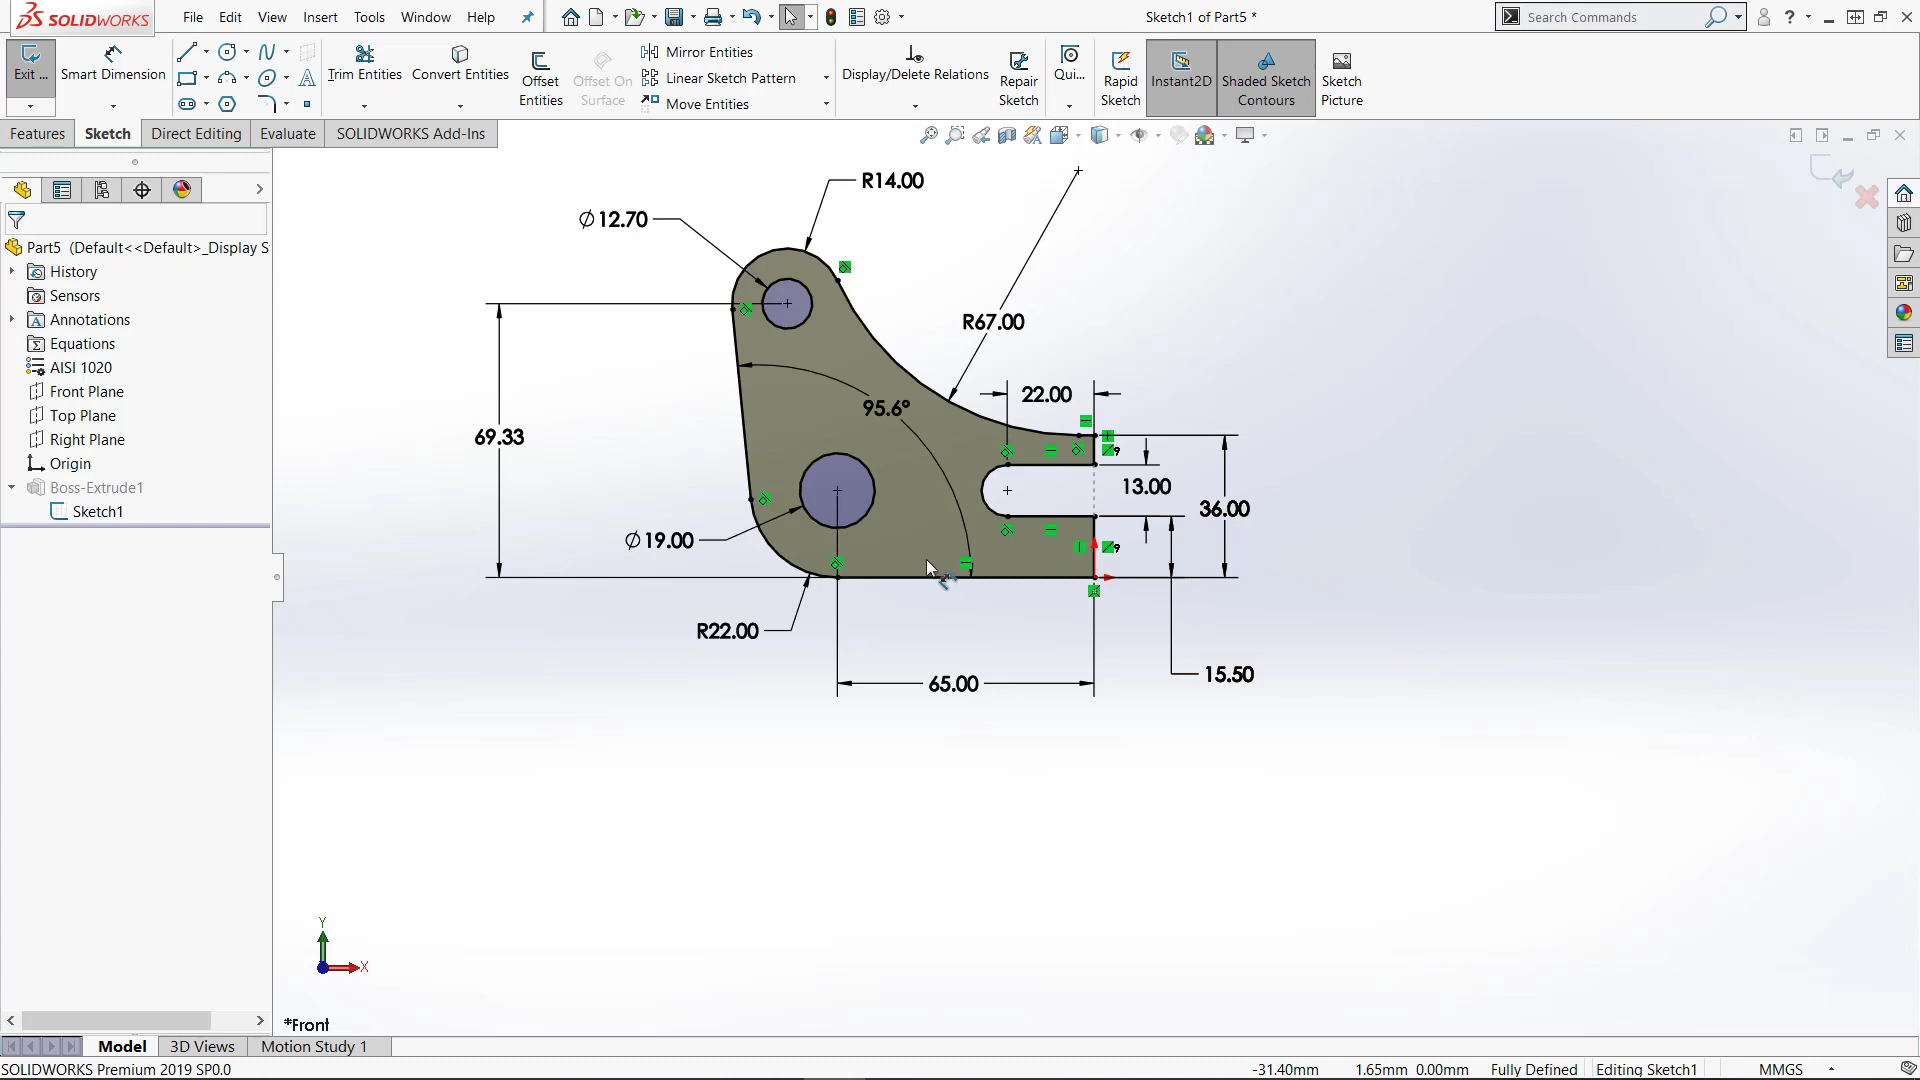 SOLIDWORKS File Edit View Insert Tools Window Help Sketch1 of Part5 * Search Commands ?
Exit ... Smart Dimension Trim Entities Convert Entities Offset Entities Offset On Surface Mirror Entities Linear Sketch Pattern Move Entities Display/Delete Relations Repair Sketch Qui... Rapid Sketch Instant2D Shaded Sketch Contours Sketch Picture
Features Sketch Direct Editing Evaluate SOLIDWORKS Add-Ins
Part5 (Default<<Default>_Display S
History
Sensors
Annotations
Equations
AISI 1020
Front Plane
Top Plane
Right Plane
Origin
Boss-Extrude1
Sketch1
R14.00
∅12.70
R67.00
22.00
95.6°
69.33
13.00
36.00
∅19.00
R22.00
65.00
15.50
Y
X
*Front
Model 3D Views Motion Study 1
SOLIDWORKS Premium 2019 SP0.0 -31.40mm 1.65mm 0.00mm Fully Defined Editing Sketch1 MMGS